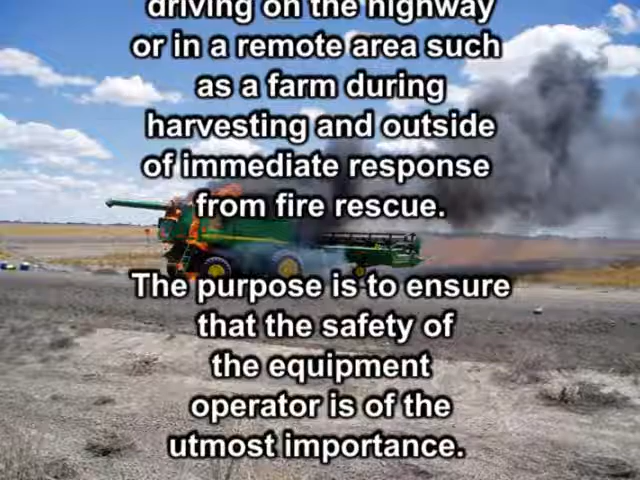 driving on the highway
or in a remote area such
as a farm during
harvesting and outside
of immediate response
from fire rescue.
The purpose is to ensure
that the safety of
the equipment
operator is of the
utmost importance.